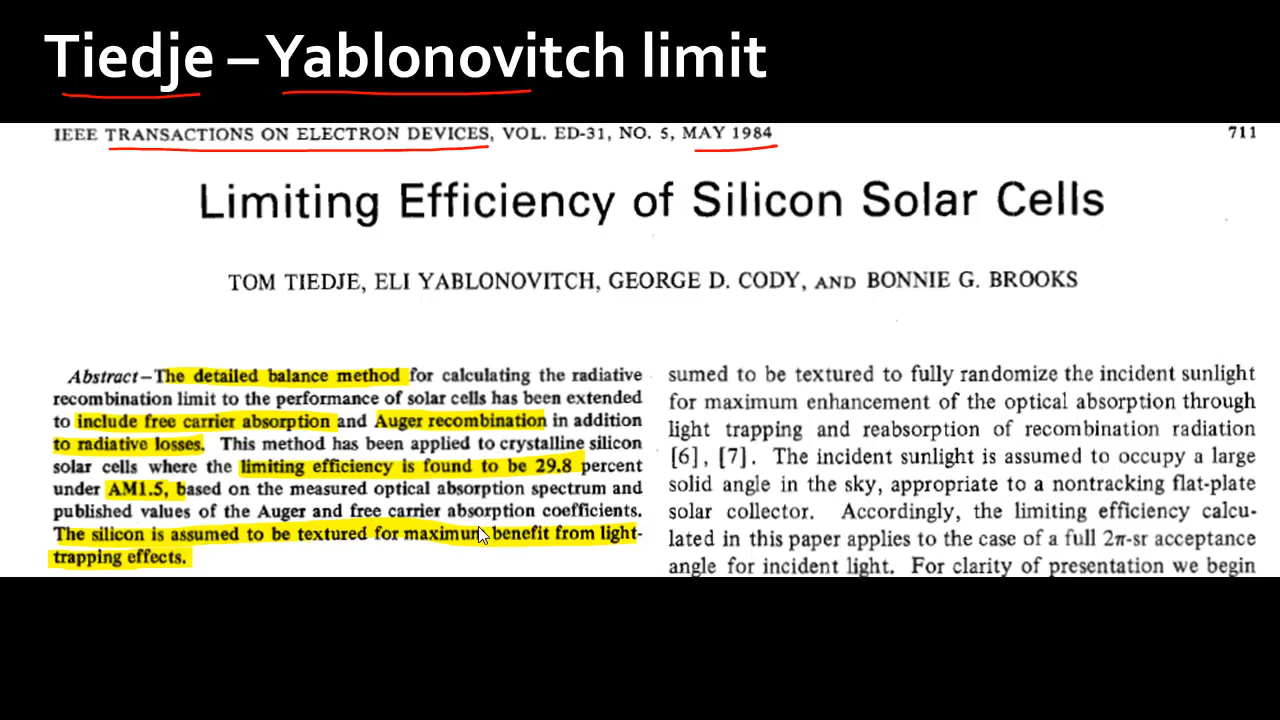 Tiedje – Yablonovitch limit
IEEE TRANSACTIONS ON ELECTRON DEVICES, VOL. ED-31, NO. 5, MAY 1984 711
Limiting Efficiency of Silicon Solar Cells
TOM TIEDJE, ELI YABLONOVITCH, GEORGE D. CODY, AND BONNIE G. BROOKS
Abstract–The detailed balance method for calculating the radiative
recombination limit to the performance of solar cells has been extended
to include free carrier absorption and Auger recombination in addition
to radiative losses. This method has been applied to crystalline silicon
solar cells where the limiting efficiency is found to be 29.8 percent
under AM1.5, based on the measured optical absorption spectrum and
published values of the Auger and free carrier absorption coefficients.
The silicon is assumed to be textured for maximum benefit from light-
trapping effects.
sumed to be textured to fully randomize the incident sunlight
for maximum enhancement of the optical absorption through
light trapping and reabsorption of recombination radiation
[6], [7]. The incident sunlight is assumed to occupy a large
solid angle in the sky, appropriate to a nontracking flat-plate
solar collector. Accordingly, the limiting efficiency calcu-
lated in this paper applies to the case of a full 2π-sr acceptance
angle for incident light. For clarity of presentation we begin